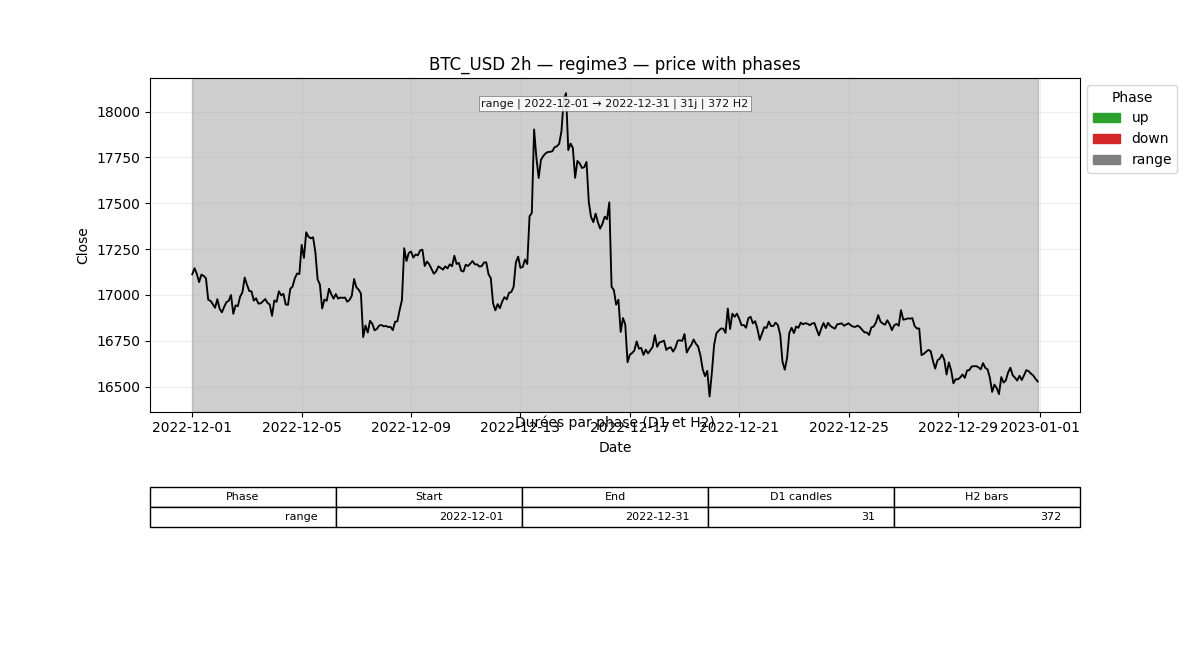 BTC_USD 2h — regime3 — price with phases
range | 2022-12-01 → 2022-12-31 | 31j | 372 H2
Phase
up
down
range
18000
17750
17500
17250
17000
16750
16500
Close
2022-12-01 2022-12-05 2022-12-09 2022-12-13 2022-12-17 2022-12-21 2022-12-25 2022-12-29 2023-01-01
Durées par phase (D1 et H2)
Date
Phase Start End D1 candles H2 bars
range 2022-12-01 2022-12-31 31 372